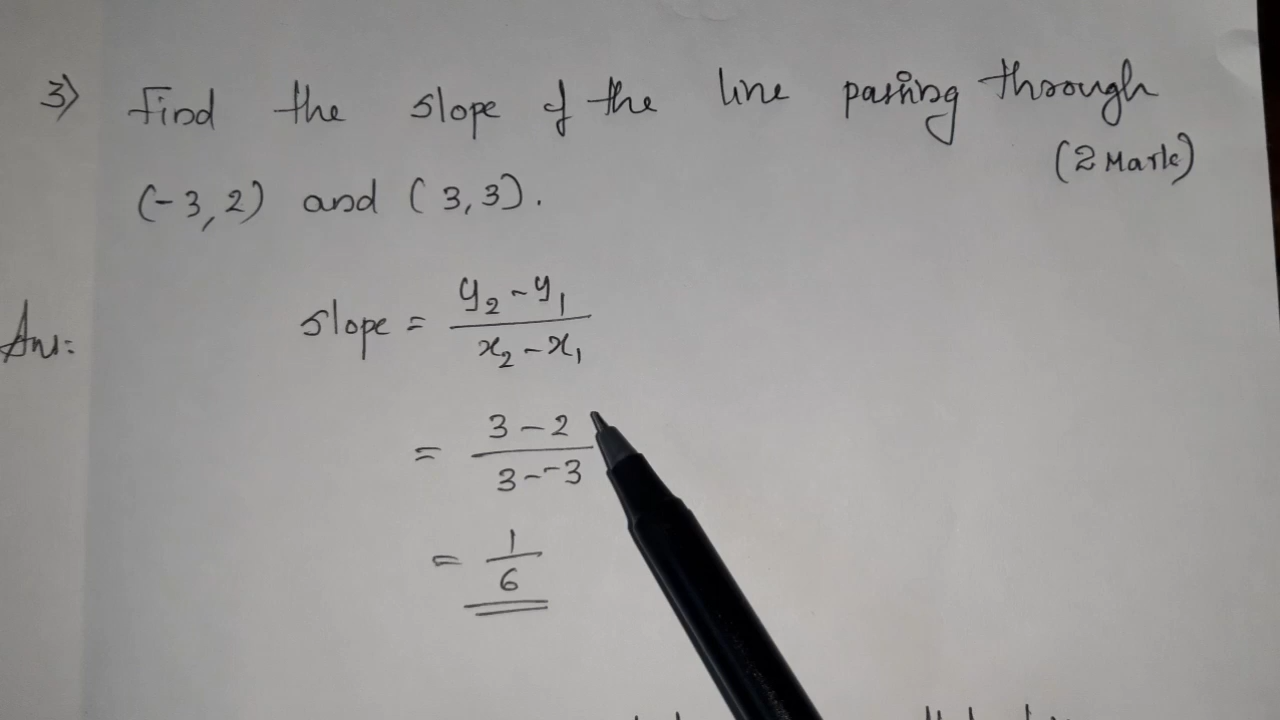 3) Find the slope of the line passing through
(2 Mark)
(-3, 2) and (3, 3).
Ans: slope = y₂ - y₁ / x₂ - x₁
= 3 - 2 / 3 - -3
= 1 / 6